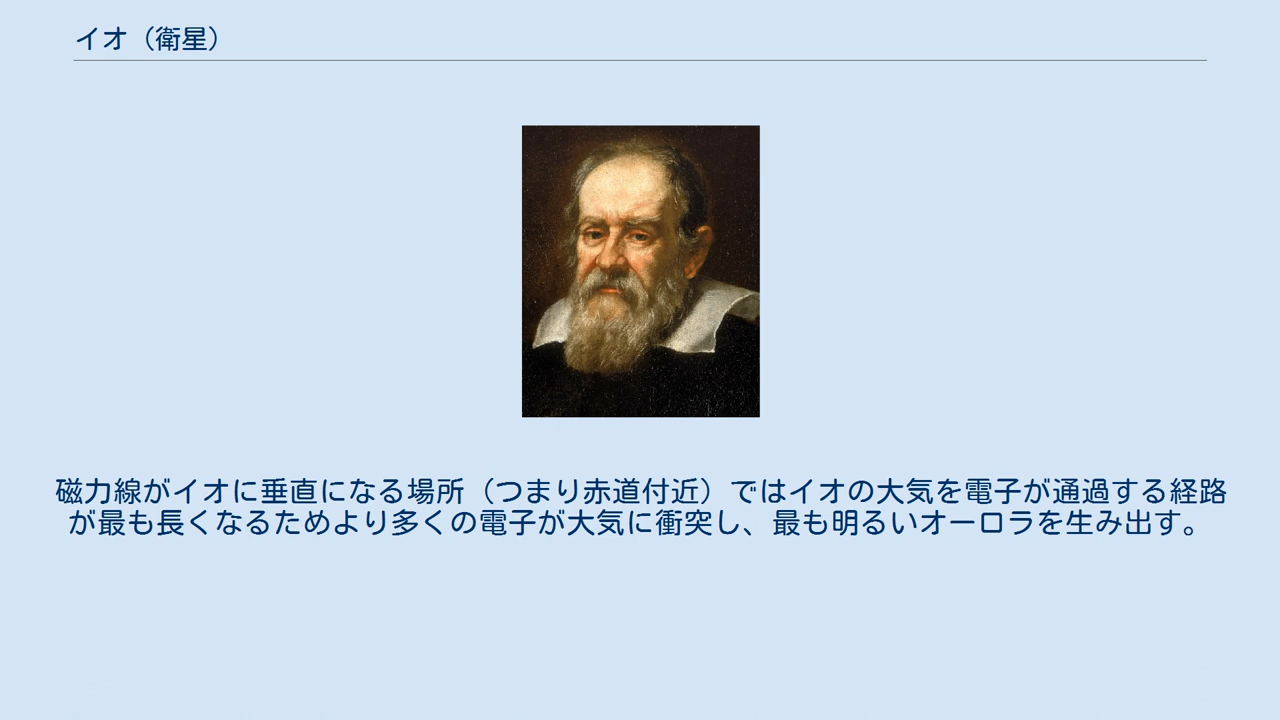 イオ（衛星）
磁力線がイオに垂直になる場所（つまり赤道付近）ではイオの大気を電子が通過する経路
が最も長くなるためより多くの電子が大気に衝突し、最も明るいオーロラを生み出す。